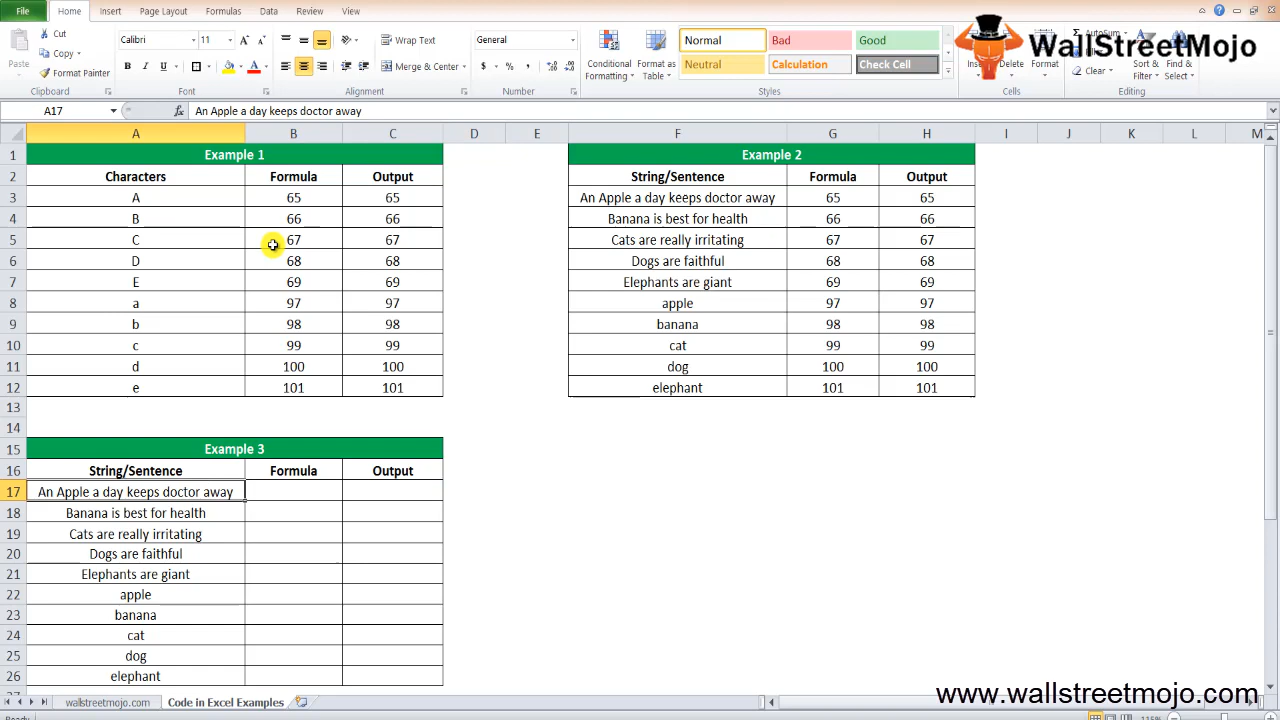 File Home Insert Page Layout Formulas Data Review View
Cut
Copy
Format Painter
Paste
Clipboard
Calibri 11
B I U
Font
Wrap Text
Merge & Center
Alignment
General
$ % ,
Number
Conditional Formatting
Format as Table
Normal Bad Good
Neutral Calculation Check Cell
Styles
Delete Format
Cells
AutoSum
Clear
Sort & Filter
Find & Select
Editing
WallStreetMojo
A17 fx An Apple a day keeps doctor away
A B C D E F G H I J K L M
1 Example 1 Example 2
2 Characters Formula Output String/Sentence Formula Output
3 A 65 65 An Apple a day keeps doctor away 65 65
4 B 66 66 Banana is best for health 66 66
5 C 67 67 Cats are really irritating 67 67
6 D 68 68 Dogs are faithful 68 68
7 E 69 69 Elephants are giant 69 69
8 a 97 97 apple 97 97
9 b 98 98 banana 98 98
10 c 99 99 cat 99 99
11 d 100 100 dog 100 100
12 e 101 101 elephant 101 101
13
14
15 Example 3
16 String/Sentence Formula Output
17 An Apple a day keeps doctor away
18 Banana is best for health
19 Cats are really irritating
20 Dogs are faithful
21 Elephants are giant
22 apple
23 banana
24 cat
25 dog
26 elephant
wallstreetmojo.com Code in Excel Examples
www.wallstreetmojo.com